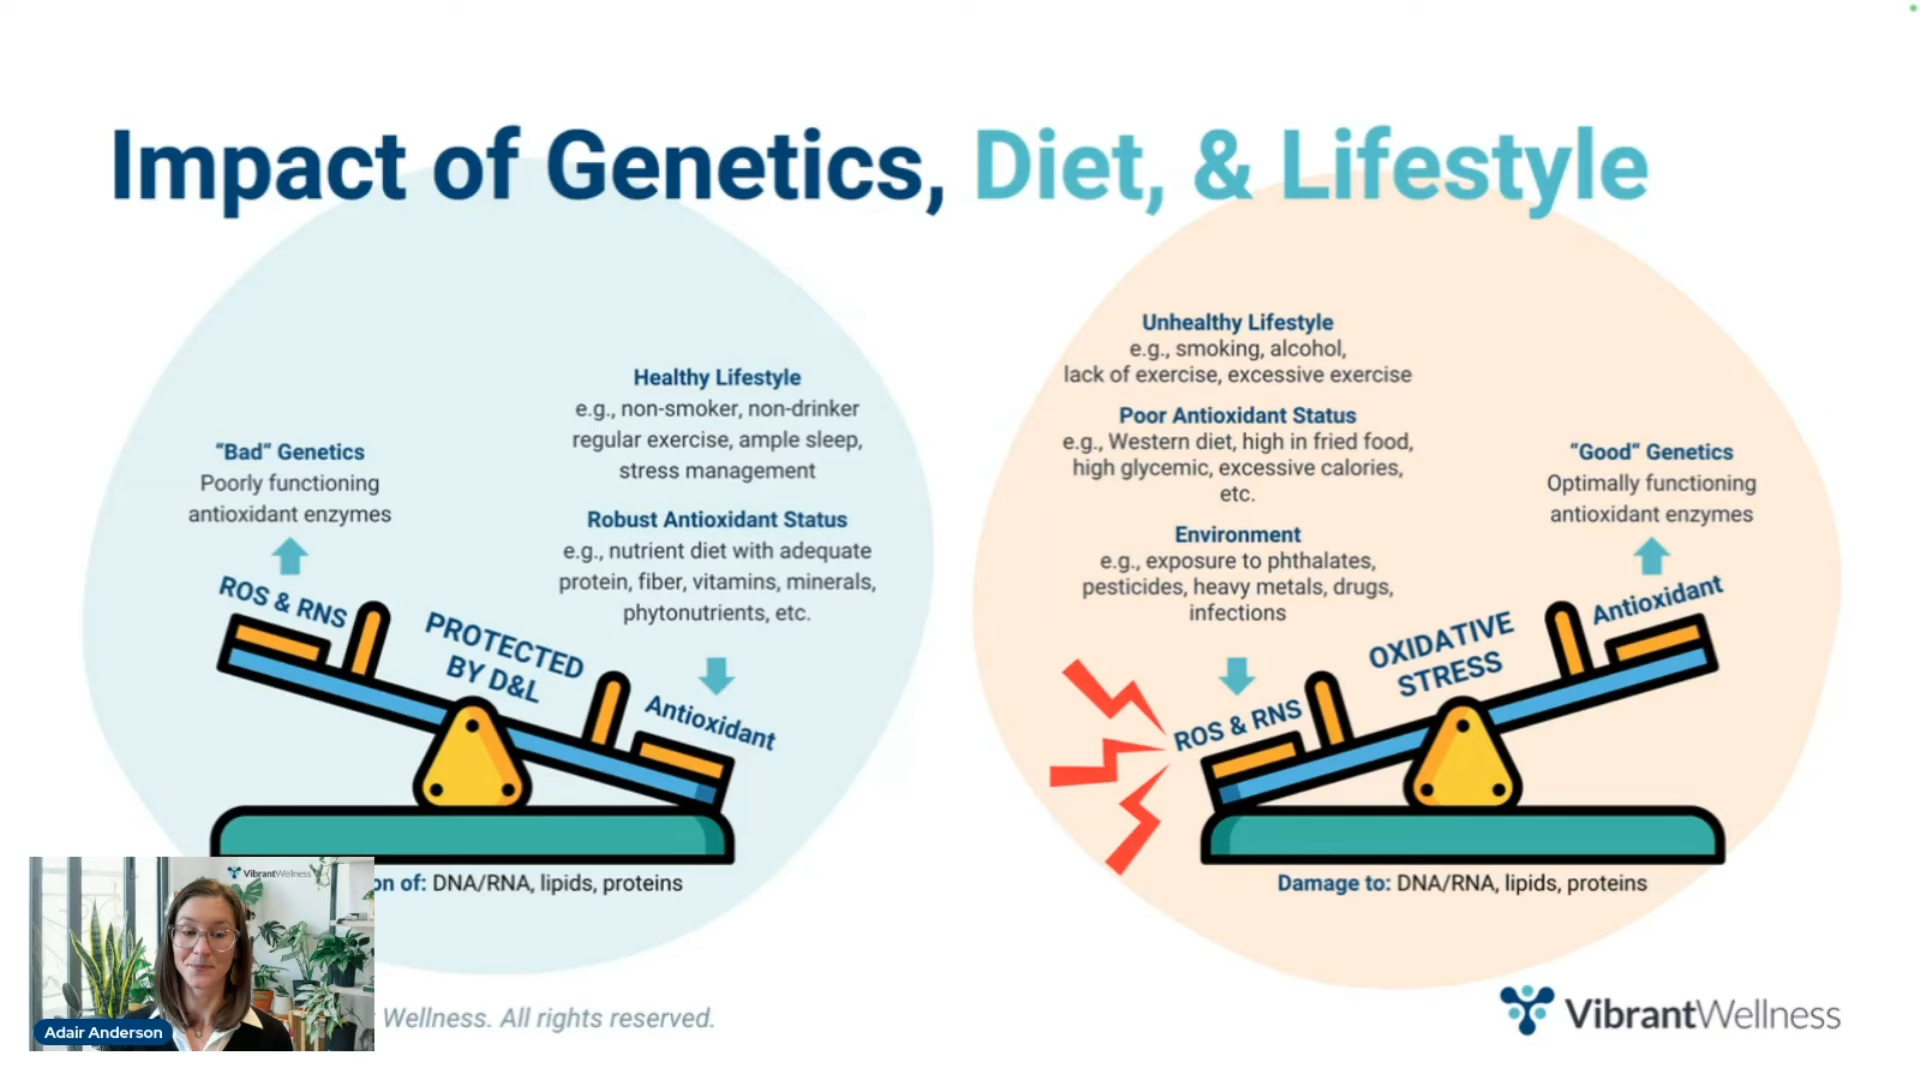 Impact of Genetics, Diet, & Lifestyle
“Bad“ Genetics
Poorly functioning
antioxidant enzymes
ROS & RNS
PROTECTED
BY D&L
Healthy Lifestyle
e.g., non-smoker, non-drinker
regular exercise, ample sleep,
stress management
Robust Antioxidant Status
e.g., nutrient diet with adequate
protein, fiber, vitamins, minerals,
phytonutrients, etc.
Antioxidant
on of: DNA/RNA, lipids, proteins
Unhealthy Lifestyle
e.g., smoking, alcohol,
lack of exercise, excessive exercise
Poor Antioxidant Status
e.g., Western diet, high in fried food,
high glycemic, excessive calories,
etc.
Environment
e.g., exposure to phthalates,
pesticides, heavy metals, drugs,
infections
ROS & RNS
OXIDATIVE
STRESS
“Good“ Genetics
Optimally functioning
antioxidant enzymes
Antioxidant
Damage to: DNA/RNA, lipids, proteins
VibrantWellness
Adair Anderson
Wellness. All rights reserved.
VibrantWellness